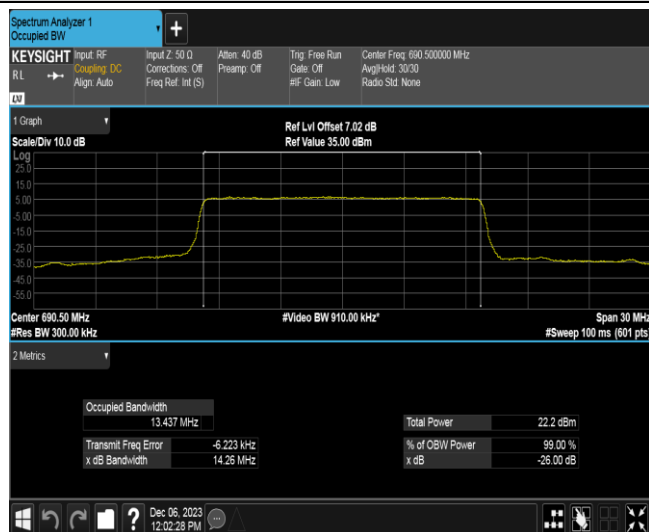 Spectrum Analyzer 1
Occupied BW
+
KEYSIGHT
RL
Input: RF
Coupling: DC
Align: Auto
Input Z: 50 Ω
Corrections: Off
Freq Ref: Int (S)
Atten: 40 dB
Preamp: Off
Trig: Free Run
Gate: Off
#IF Gain: Low
Center Freq: 690.500000 MHz
Avg|Hold: 30/30
Radio Std: None
LXI
1 Graph
Scale/Div 10.0 dB
Ref Lvl Offset 7.02 dB
Ref Value 35.00 dBm
Log
25.0
15.0
5.00
-5.00
-15.0
-25.0
-35.0
-45.0
-55.0
Center 690.50 MHz
#Video BW 910.00 kHz*
Span 30 MHz
#Res BW 300.00 kHz
#Sweep 100 ms (601 pts)
2 Metrics
Occupied Bandwidth
13.437 MHz
Total Power 22.2 dBm
Transmit Freq Error -6.223 kHz
% of OBW Power 99.00 %
x dB Bandwidth 14.26 MHz
x dB -26.00 dB
?
Dec 06, 2023
12:02:28 PM